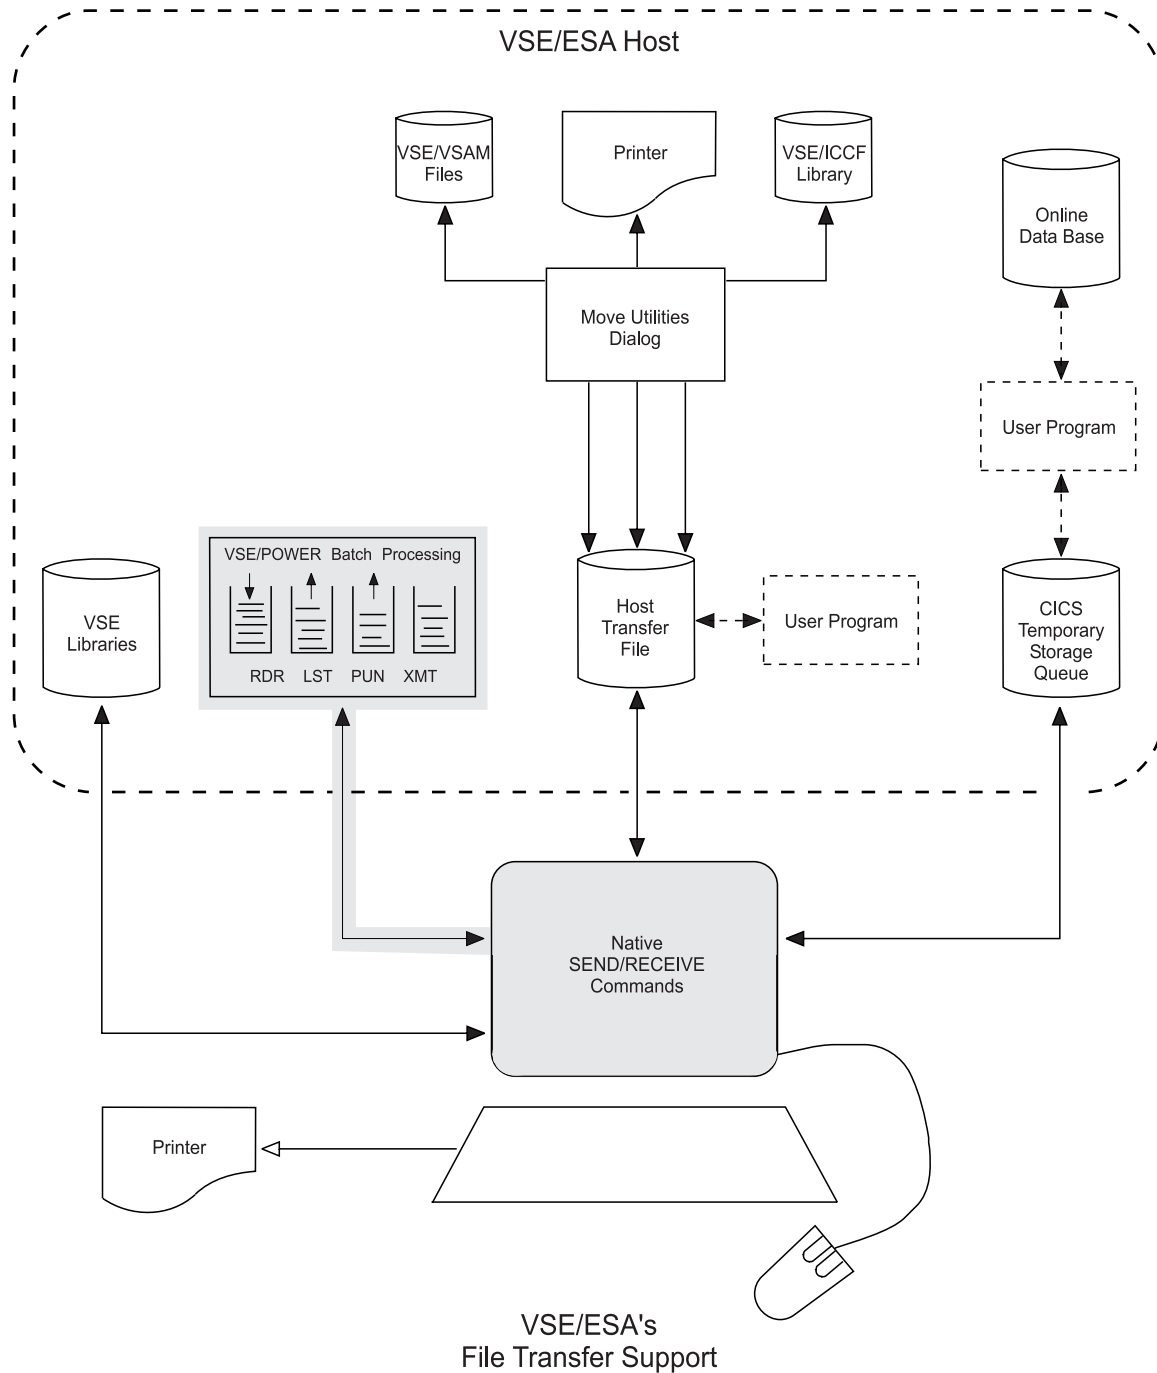 VSE/ESA Host
VSE/VSAM
Files
Printer
VSE/ICCF
Library
Online
Data Base
Move Utilities
Dialog
User Program
VSE/POWER Batch Processing
RDR LST PUN XMT
VSE
Libraries
Host
Transfer
File
User Program
CICS
Temporary
Storage
Queue
Native
SEND/RECEIVE
Commands
Printer
VSE/ESA's
File Transfer Support